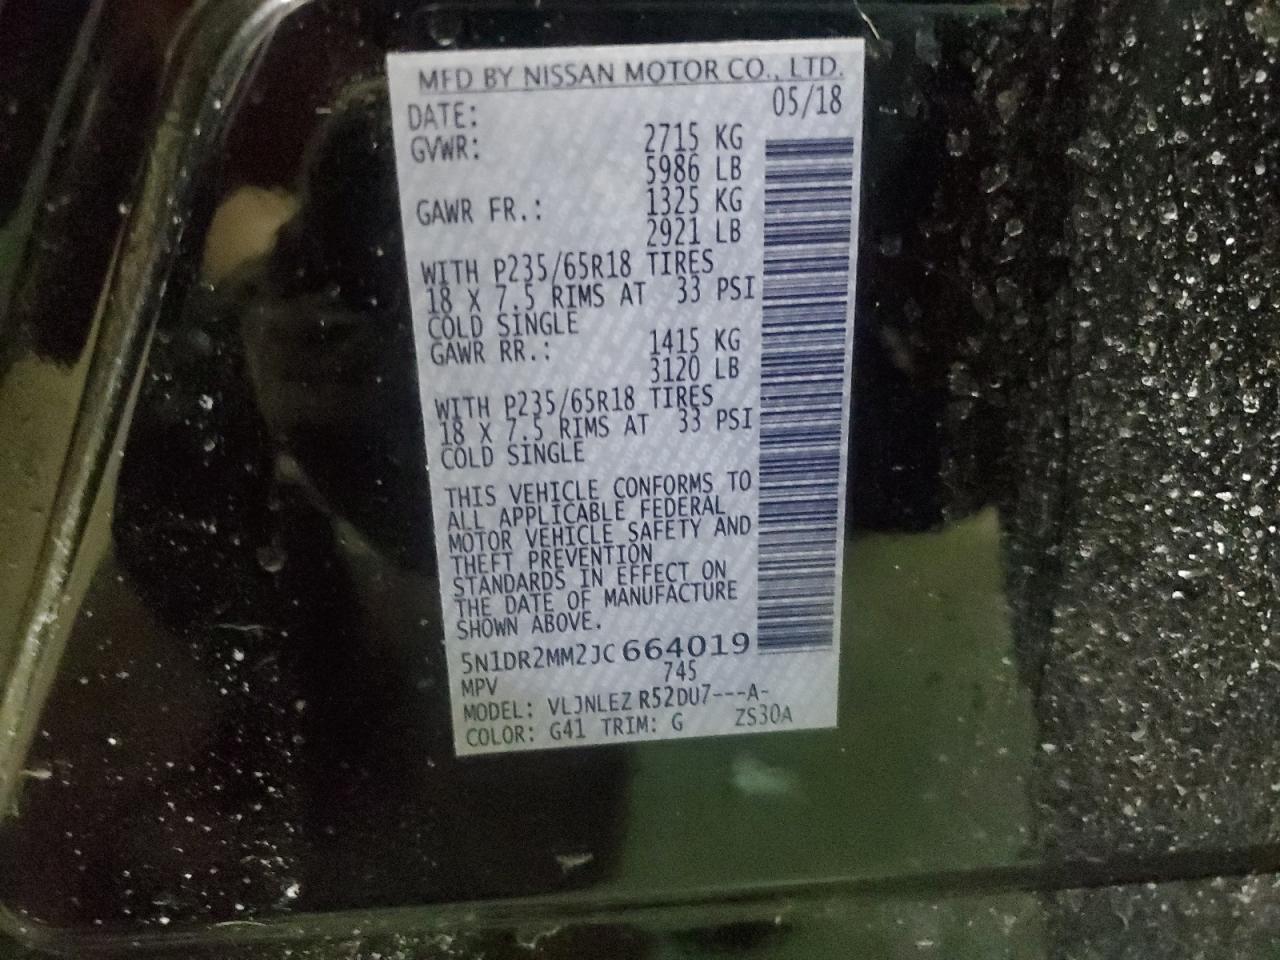 MFD BY NISSAN MOTOR CO., LTD.
DATE: 05/18
GVWR: 2715 KG
5986 LB
GAWR FR.: 1325 KG
2921 LB
WITH P235/65R18 TIRES
18 X 7.5 RIMS AT 33 PSI
COLD SINGLE
GAWR RR.: 1415 KG
3120 LB
WITH P235/65R18 TIRES
18 X 7.5 RIMS AT 33 PSI
COLD SINGLE
THIS VEHICLE CONFORMS TO
ALL APPLICABLE FEDERAL
MOTOR VEHICLE SAFETY AND
THEFT PREVENTION
STANDARDS IN EFFECT ON
THE DATE OF MANUFACTURE
SHOWN ABOVE.
5N1DR2MM2JC664019
MPV 745
MODEL: VLJNLEZ R52DU7---A-
COLOR: G41 TRIM: G ZS30A